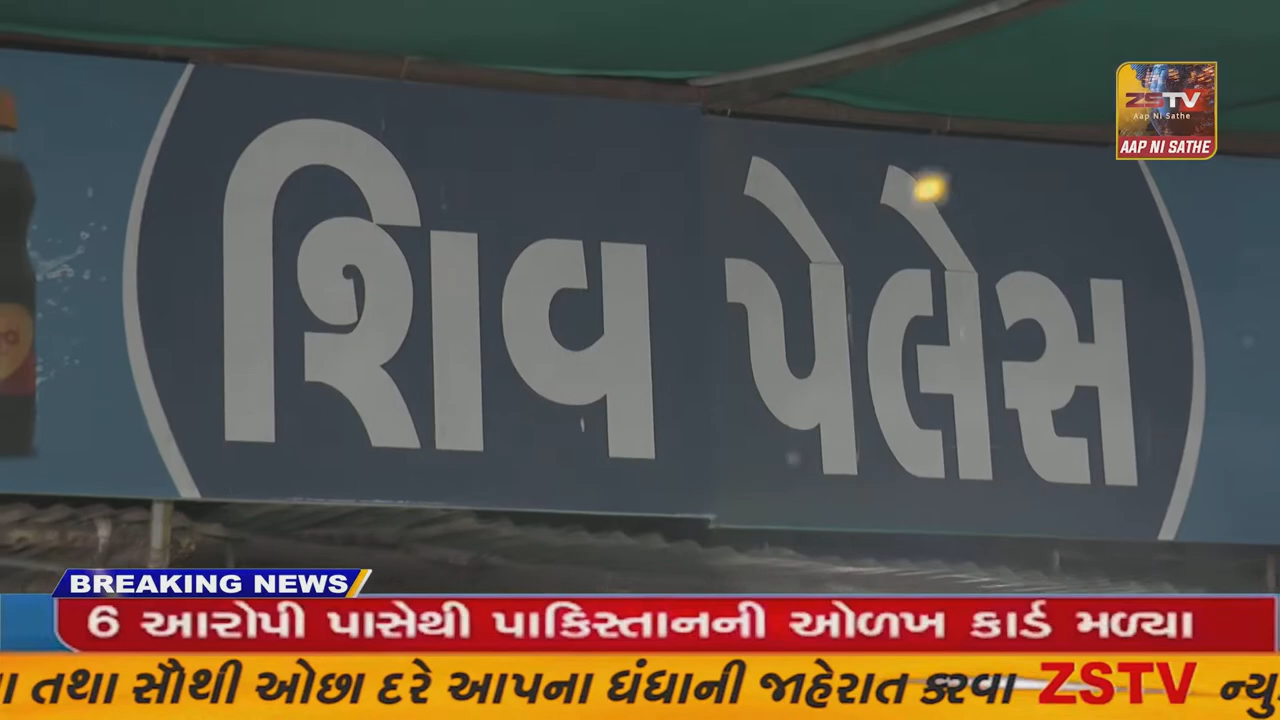 ZSTV
Aap Ni Sathe
AAP NI SATHE
શિવ પેલેસ
BREAKING NEWS
6 આરોપી પાસેથી પાકિસ્તાનની ઓળખ કાર્ડ મળ્યા
તથા સૌથી ઓછા દરે આપના ધંધાની જાહેરાત કરવા ZSTV ન્યુ